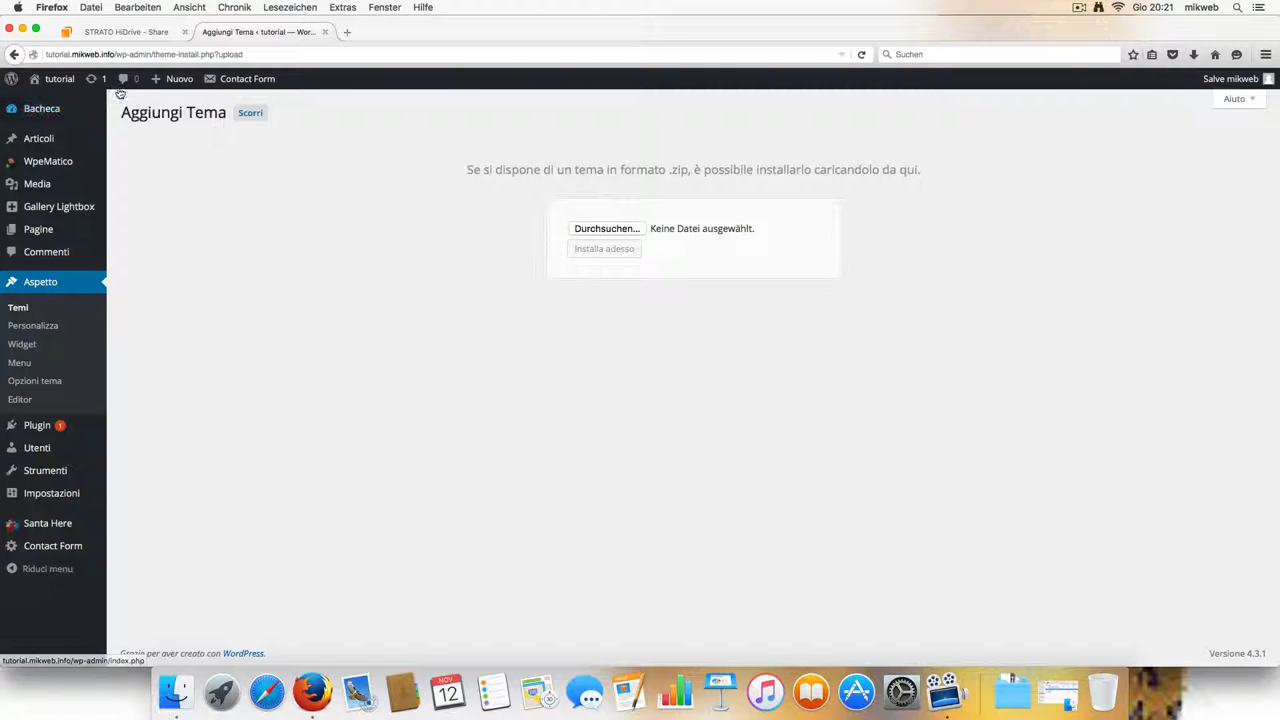 Firefox Datei Bearbeiten Ansicht Chronik Lesezeichen Extras Fenster Hilfe Gio 20:21 mikweb
STRATO HiDrive - Share Aggiungi Tema ‹ tutorial — Wor...
tutorial.mikweb.info/wp-admin/theme-install.php?upload Suchen
tutorial 1 0 Nuovo Contact Form Salve mikweb
Aiuto
Aggiungi Tema Scorri
Bacheca
Articoli
WpeMatico
Media
Gallery Lightbox
Pagine
Commenti
Aspetto
Temi
Personalizza
Widget
Menu
Opzioni tema
Editor
Plugin 1
Utenti
Strumenti
Impostazioni
Santa Here
Contact Form
Riduci menu
Se si dispone di un tema in formato .zip, è possibile installarlo caricandolo da qui.
Durchsuchen... Keine Datei ausgewählt.
Installa adesso
Grazie per aver creato con WordPress. Versione 4.3.1
tutorial.mikweb.info/wp-admin/index.php
NOV
12